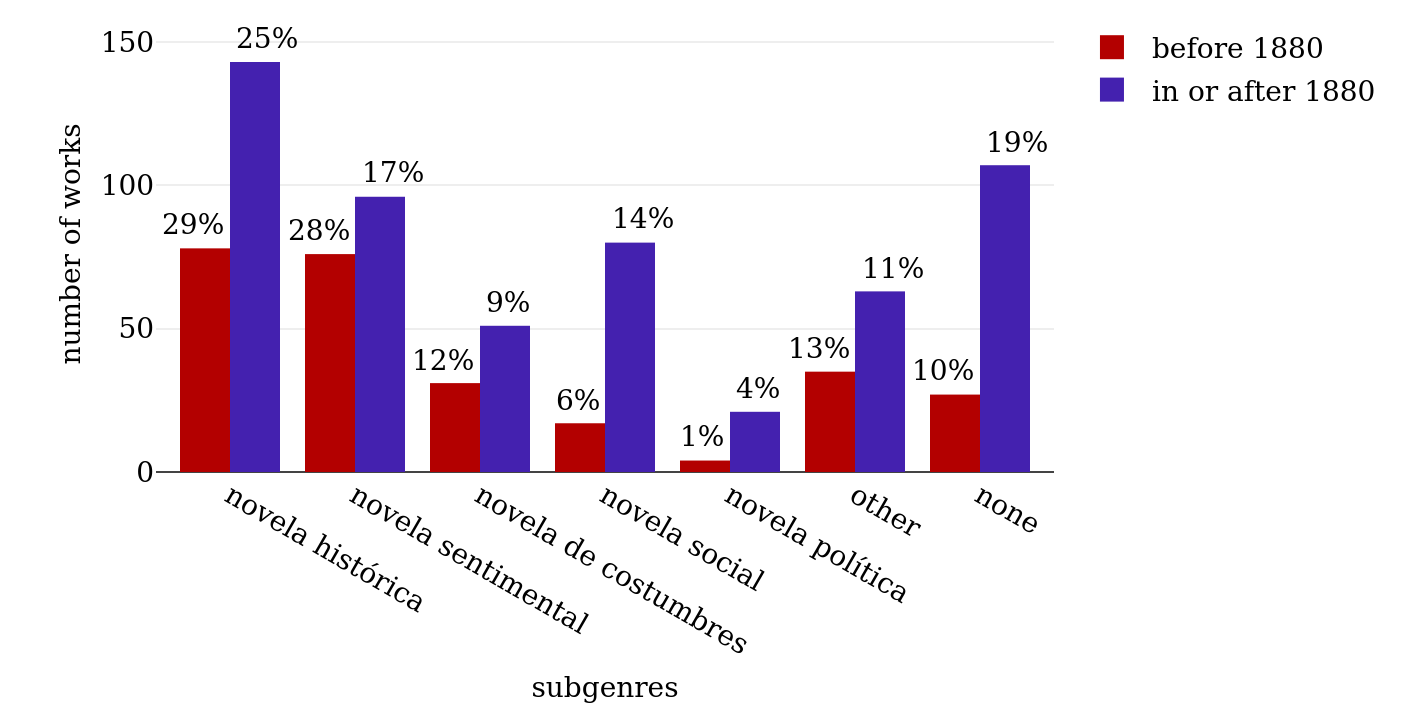 before 1880
in or after 1880
number of works
150
100
50
0
29%
25%
28%
17%
12%
9%
6%
14%
1%
4%
13%
11%
10%
19%
novela histórica
novela sentimental
novela de costumbres
novela social
novela política
other
none
subgenres